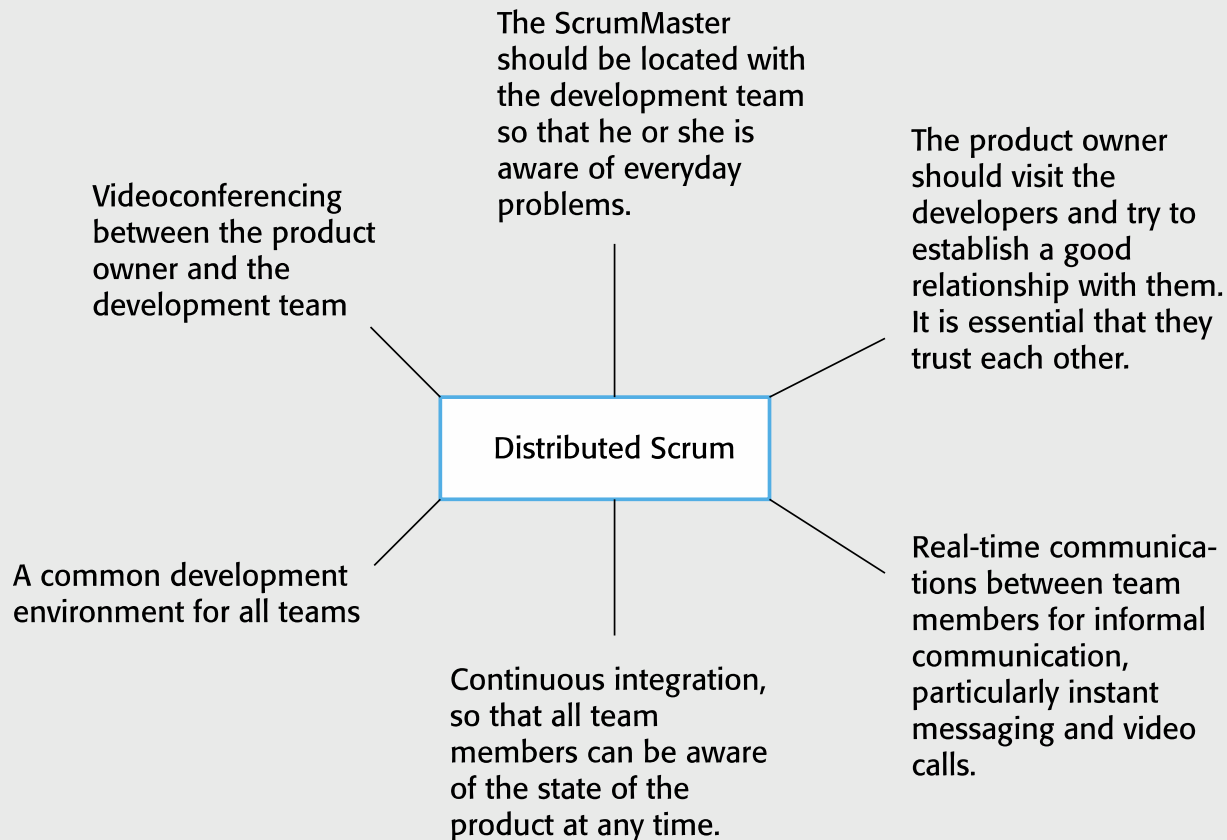 The ScrumMaster
should be located with
the development team
so that he or she is
aware of everyday
problems.
The product owner
should visit the
developers and try to
establish a good
relationship with them.
It is essential that they
trust each other.
Videoconferencing
between the product
owner and the
development team
Distributed Scrum
A common development
environment for all teams
Real-time communica-
tions between team
members for informal
communication,
particularly instant
messaging and video
calls.
Continuous integration,
so that all team
members can be aware
of the state of the
product at any time.